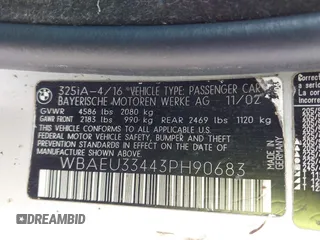 325iA-4/16 *VEHICLE TYPE: PASSENGER CAR
BAYERISCHE MOTOREN WERKE AG 11/02
GVWR 4586 lbs 2080 kg
GAWR FRONT 2183 lbs 990 kg REAR 2469 lbs 1120 kg
THIS VEHICLE CONFORMS TO ALL APPLICABLE
FEDERAL MOTOR VEHICLE SAFETY, BUMPER AND
THEFT PREVENTION STANDARDS IN EFFECT ON
THE DATE OF MANUFACTURE SHOWN ABOVE.
WBAEU33443PH90683
DREAMBID